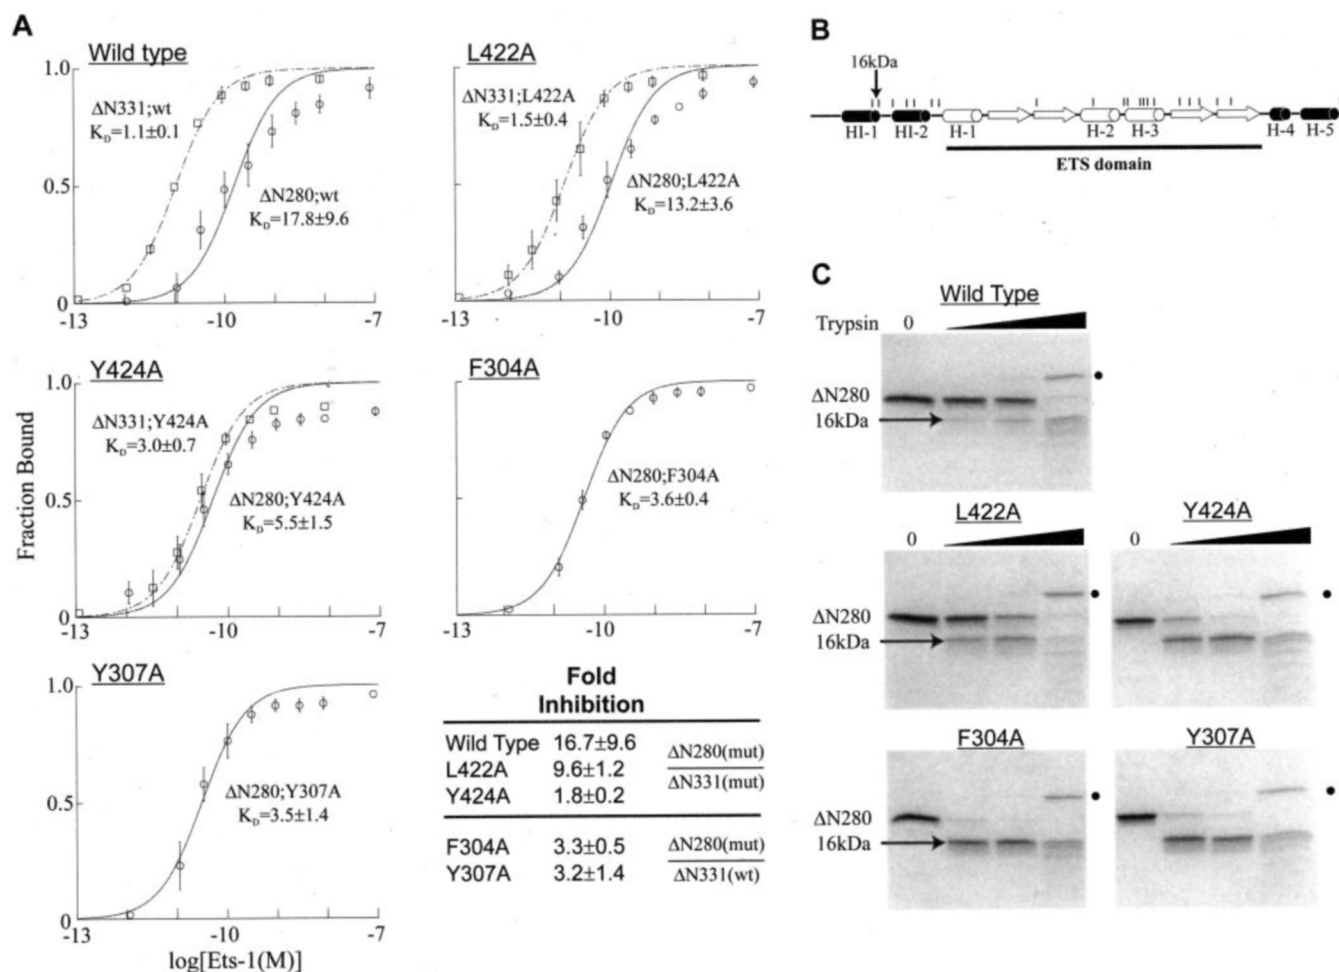 A
Wild type
1.0
ΔN331;wt
K_D=1.1±0.1
0.5
ΔN280;wt
K_D=17.8±9.6
0
-13
-10
-7
L422A
ΔN331;L422A
K_D=1.5±0.4
ΔN280;L422A
K_D=13.2±3.6
-13
-10
-7
Y424A
1.0
ΔN331;Y424A
K_D=3.0±0.7
0.5
ΔN280;Y424A
K_D=5.5±1.5
0
Fraction Bound
-13
-10
-7
F304A
ΔN280;F304A
K_D=3.6±0.4
-13
-10
-7
Y307A
1.0
0.5
ΔN280;Y307A
K_D=3.5±1.4
0
-13
-10
-7
log[Ets-1(M)]
Fold
Inhibition
Wild Type 16.7±9.6 ΔN280(mut)
L422A 9.6±1.2 ΔN331(mut)
Y424A 1.8±0.2
F304A 3.3±0.5 ΔN280(mut)
Y307A 3.2±1.4 ΔN331(wt)
B
16kDa
HI-1 HI-2 H-1 H-2 H-3 H-4 H-5
ETS domain
C
Wild Type
Trypsin 0
ΔN280
16kDa
L422A
0
ΔN280
16kDa
Y424A
0
F304A
ΔN280
16kDa
Y307A